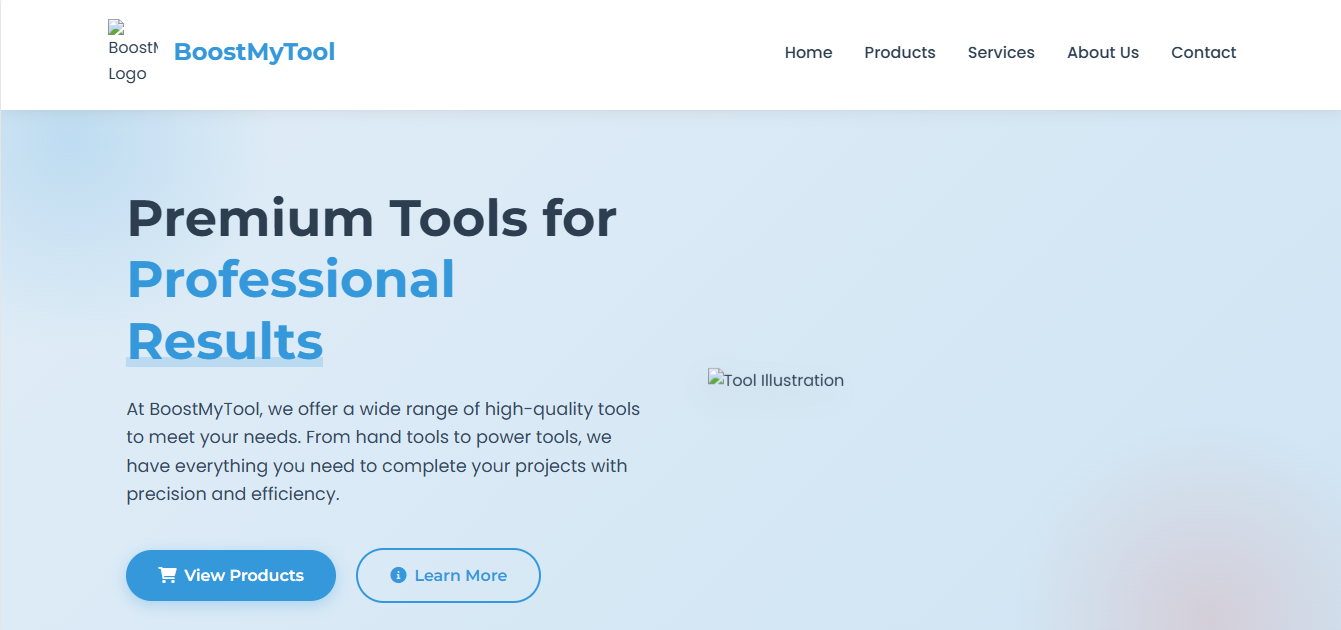 BoostM
Logo
BoostMyTool
Home Products Services About Us Contact
Premium Tools for
Professional
Results
At BoostMyTool, we offer a wide range of high-quality tools
to meet your needs. From hand tools to power tools, we
have everything you need to complete your projects with
precision and efficiency.
Tool Illustration
View Products
Learn More